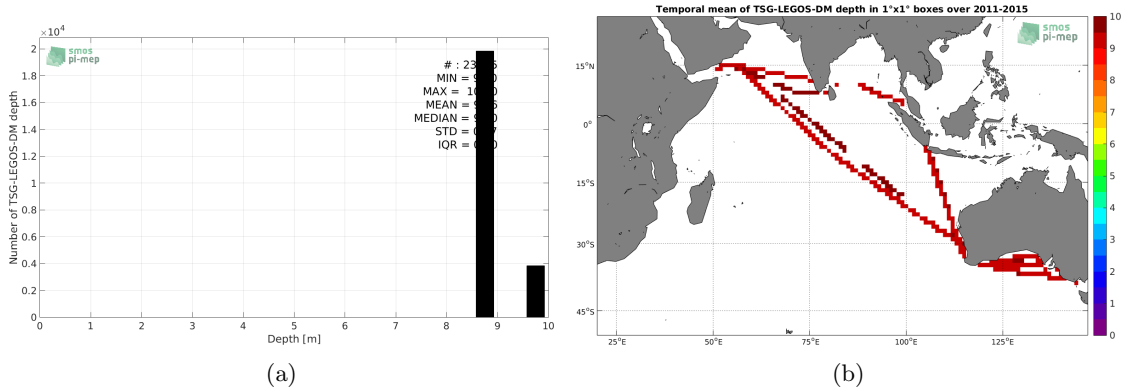 Temporal mean of TSG-LEGOS-DM depth in 1°x1° boxes over 2011-2015
×10⁴
smos
pi-mep
MIN =
MAX =
MEAN =
MEDIAN =
STD =
IQR =
Number of TSG-LEGOS-DM depth
2
1.8
1.6
1.4
1.2
1
0.8
0.6
0.4
0.2
0
0 1 2 3 4 5 6 7 8 9 10
Depth [m]
(a)
smos
pi-mep
15°N
0°
15°S
30°S
45°S
25°E 50°E 75°E 100°E 125°E
10
9
8
7
6
5
4
3
2
1
0
(b)